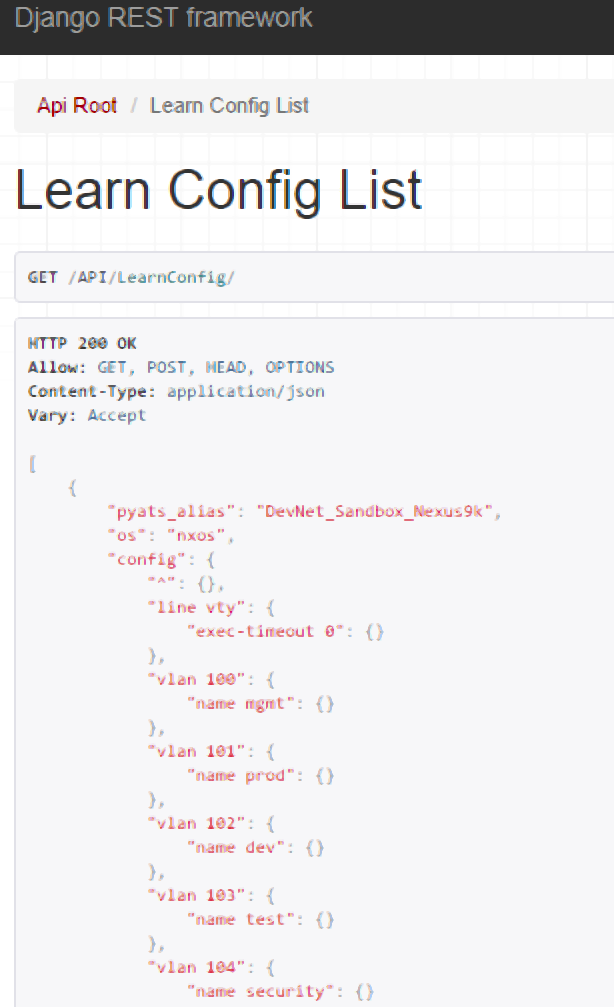 Django REST framework
Api Root / Learn Config List
Learn Config List
GET /API/LearnConfig/
HTTP 200 OK
Allow: GET, POST, HEAD, OPTIONS
Content-Type: application/json
Vary: Accept
[
    {
        "pyats_alias": "DevNet_Sandbox_Nexus9k",
        "os": "nxos",
        "config": {
            "^": {},
            "line vty": {
                "exec-timeout 0": {}
            },
            "vlan 100": {
                "name mgmt": {}
            },
            "vlan 101": {
                "name prod": {}
            },
            "vlan 102": {
                "name dev": {}
            },
            "vlan 103": {
                "name test": {}
            },
            "vlan 104": {
                "name security": {}